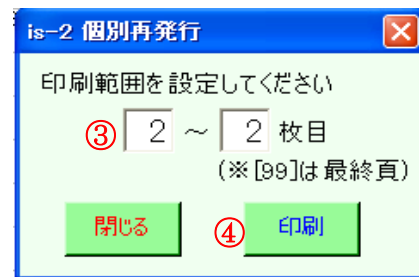 is-2 個別再発行
印刷範囲を設定してください
③ 2 ～ 2 枚目
(※[99]は最終頁)
閉じる ④ 印刷